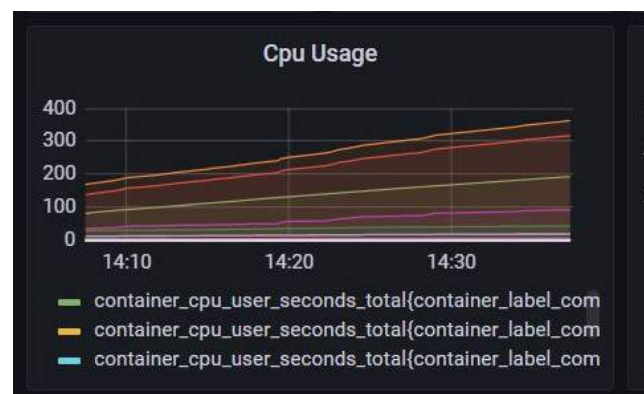 Cpu Usage
400
300
200
100
0
14:10 14:20 14:30
container_cpu_user_seconds_total{container_label_com
container_cpu_user_seconds_total{container_label_com
container_cpu_user_seconds_total{container_label_com